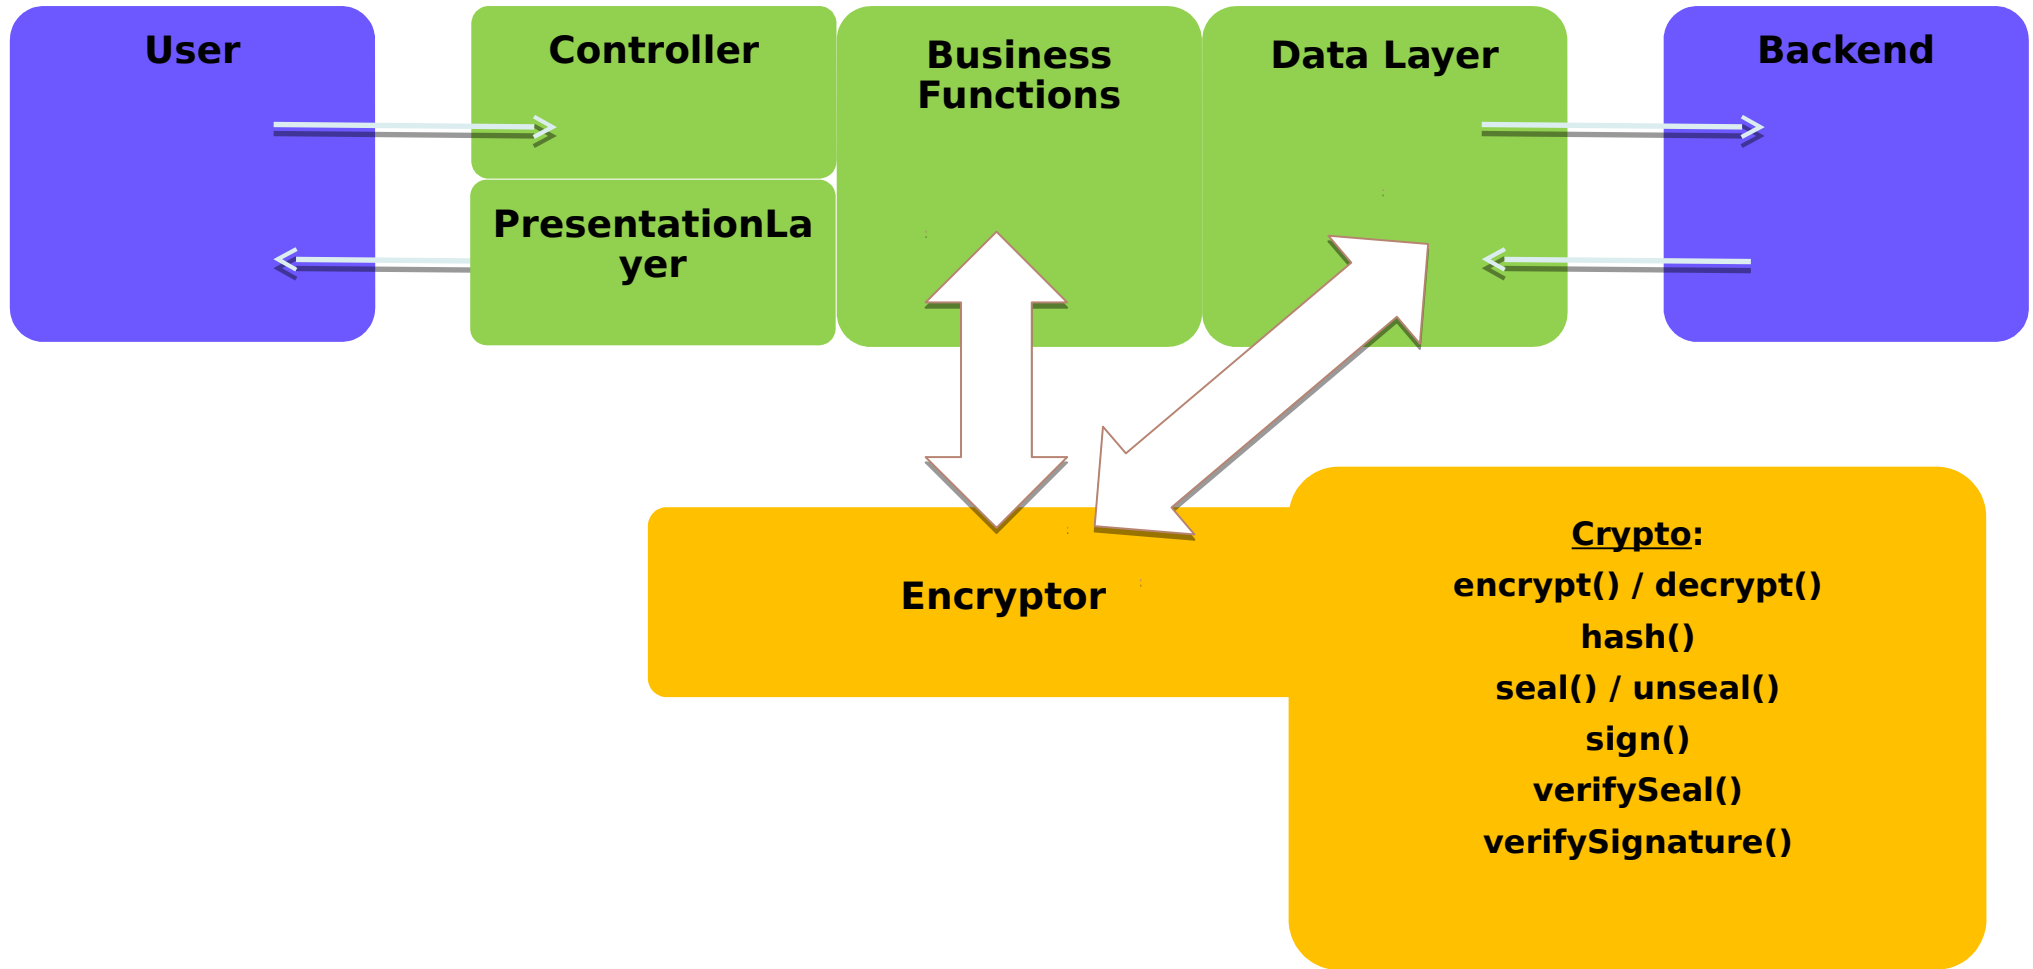 User
Controller
Business
Functions
Data Layer
Backend
PresentationLa
yer
Encryptor
Crypto:
encrypt() / decrypt()
hash()
seal() / unseal()
sign()
verifySeal()
verifySignature()